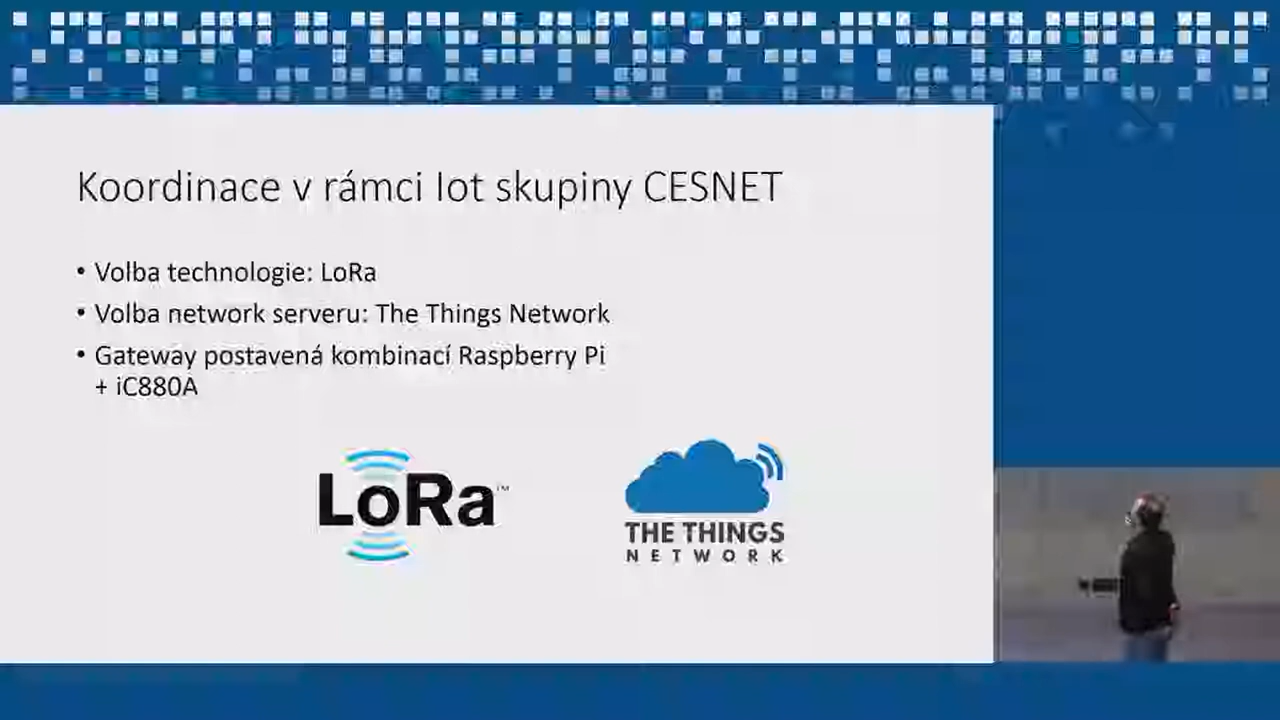 Koordinace v rámci Iot skupiny CESNET
• Volba technologie: LoRa
• Volba network serveru: The Things Network
• Gateway postavená kombinací Raspberry Pi
+ iC880A
LoRa™
THE THINGS
NETWORK